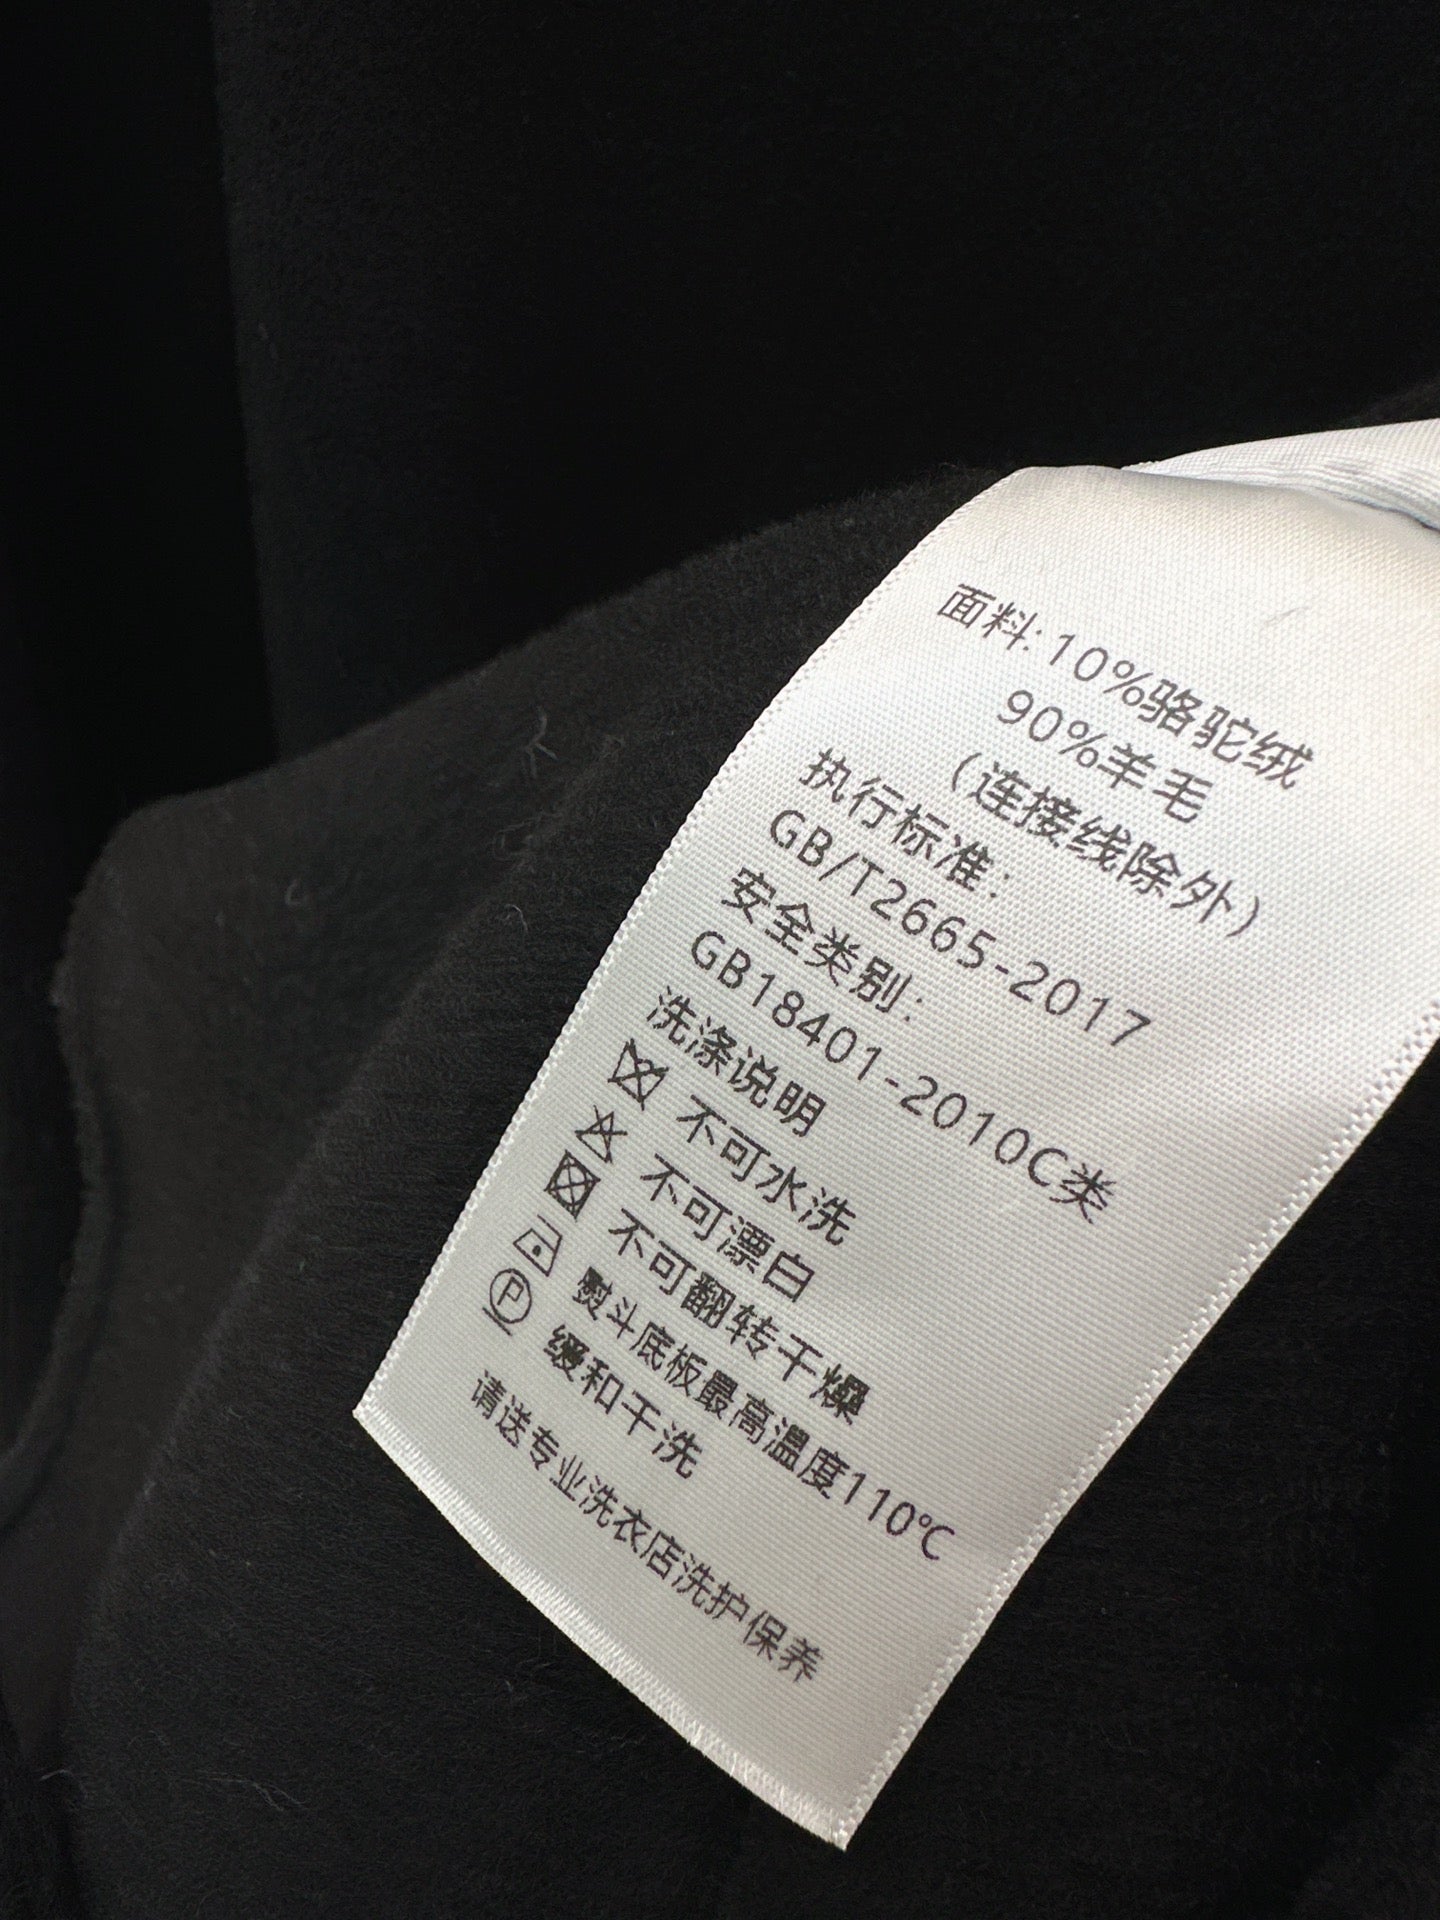 面料:10%骆驼绒
90%羊毛
(连接线除外)
执行标准:
GB/T2665-2017
安全类别:
GB18401-2010C类
洗涤说明
不可水洗
不可漂白
不可翻转干燥
熨斗底板最高温度110℃
P 缓和干洗
请送专业洗衣店洗护保养